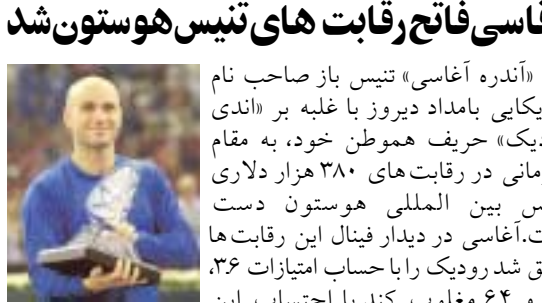 غاسی فاتح رقابت های تنیس هوستون شد
«آندره آغاسی» تنیس باز صاحب نام
یکایی بامداد دیروز با غلبه بر «اندی
دیک» حریف هموطن خود، به مقام
مانی در رقابت های ۳۸۰ هزار دلاری
س بین المللی هوستون دست
ت.آغاسی در دیدار فینال این رقابت ها
ق شد رودیک را با حساب امتیازات ۳۶،
و ۶۴ مغلوب کند. با احتساب این